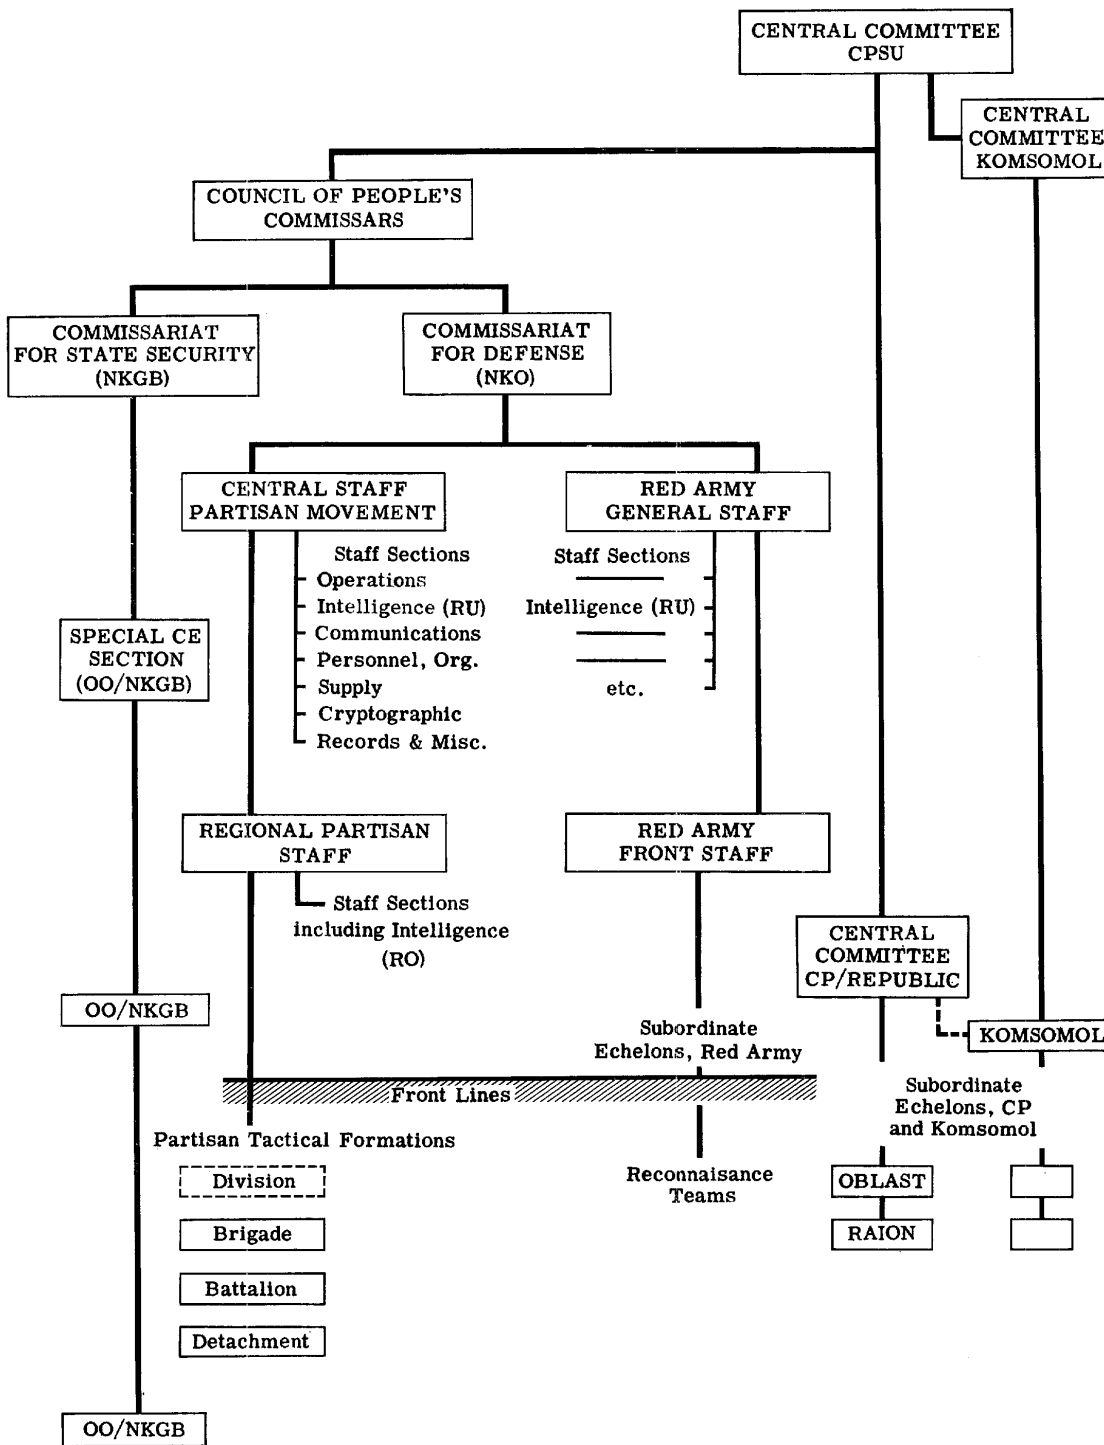 CENTRAL COMMITTEE
CPSU
CENTRAL
COMMITTEE
KOMSOMOL
COUNCIL OF PEOPLE'S
COMMISSARS
COMMISSARIAT
FOR STATE SECURITY
(NKGB)
COMMISSARIAT
FOR DEFENSE
(NKO)
CENTRAL STAFF
PARTISAN MOVEMENT
RED ARMY
GENERAL STAFF
Staff Sections
Operations
Intelligence (RU)
Communications
Personnel, Org.
Supply
Cryptographic
Records & Misc.
Staff Sections
Intelligence (RU)
etc.
SPECIAL CE
SECTION
(OO/NKGB)
REGIONAL PARTISAN
STAFF
RED ARMY
FRONT STAFF
Staff Sections
including Intelligence
(RO)
CENTRAL
COMMITTEE
CP/REPUBLIC
OO/NKGB
Subordinate
Echelons, Red Army
KOMSOMOL
Front Lines
Subordinate
Echelons, CP
and Komsomol
Partisan Tactical Formations
Division
Brigade
Battalion
Detachment
Reconnaisance
Teams
OBLAST
RAION
OO/NKGB